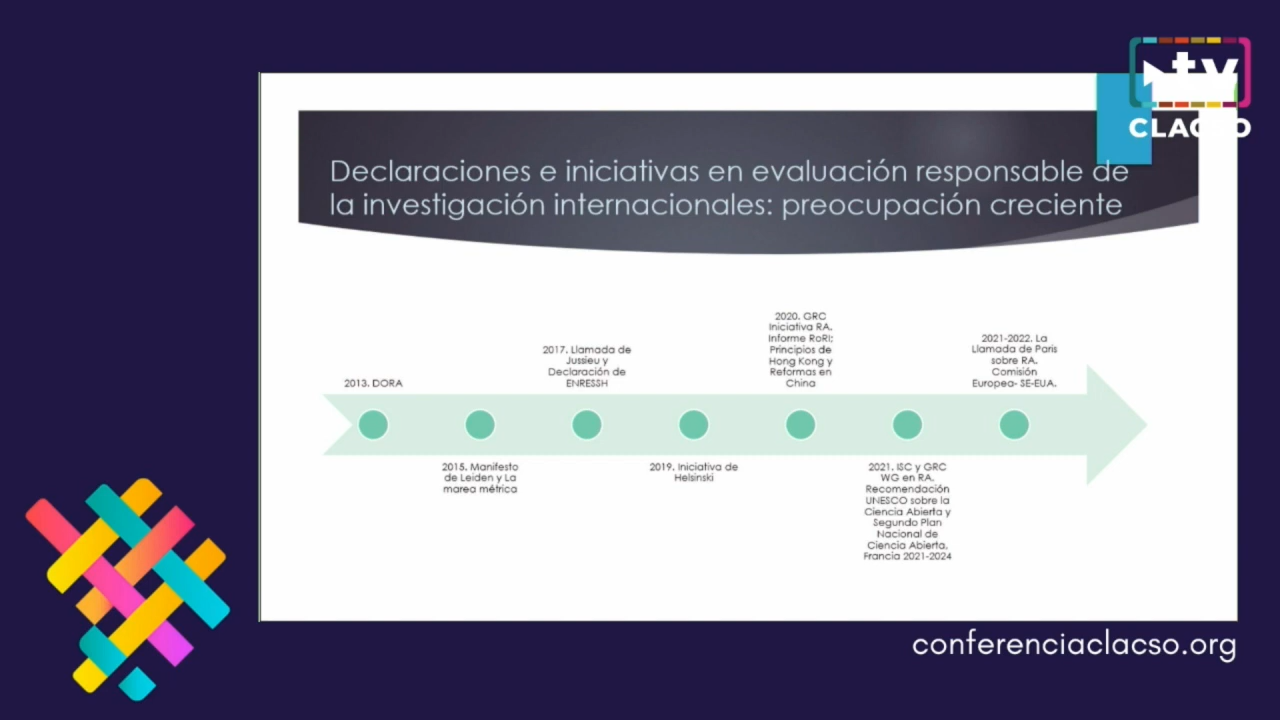 tv
CLACSO
Declaraciones e iniciativas en evaluación responsable de
la investigación internacionales: preocupación creciente
2013. DORA
2015. Manifesto
de Leiden y La
marea métrica
2017. Llamada de
Jussieu y
Declaración de
ENRESSH
2019. Iniciativa de
Helsinski
2020. GRC
Iniciativa RA.
Informe RoRI;
Principios de
Hong Kong y
Reformas en
China
2021. ISC y GRC
WG en RA.
Recomendación
UNESCO sobre la
Ciencia Abierta y
Segundo Plan
Nacional de
Ciencia Abierta.
Francia 2021-2024
2021-2022. La
Llamada de Paris
sobre RA.
Comisión
Europea- SE-EUA.
conferenciaclacso.org